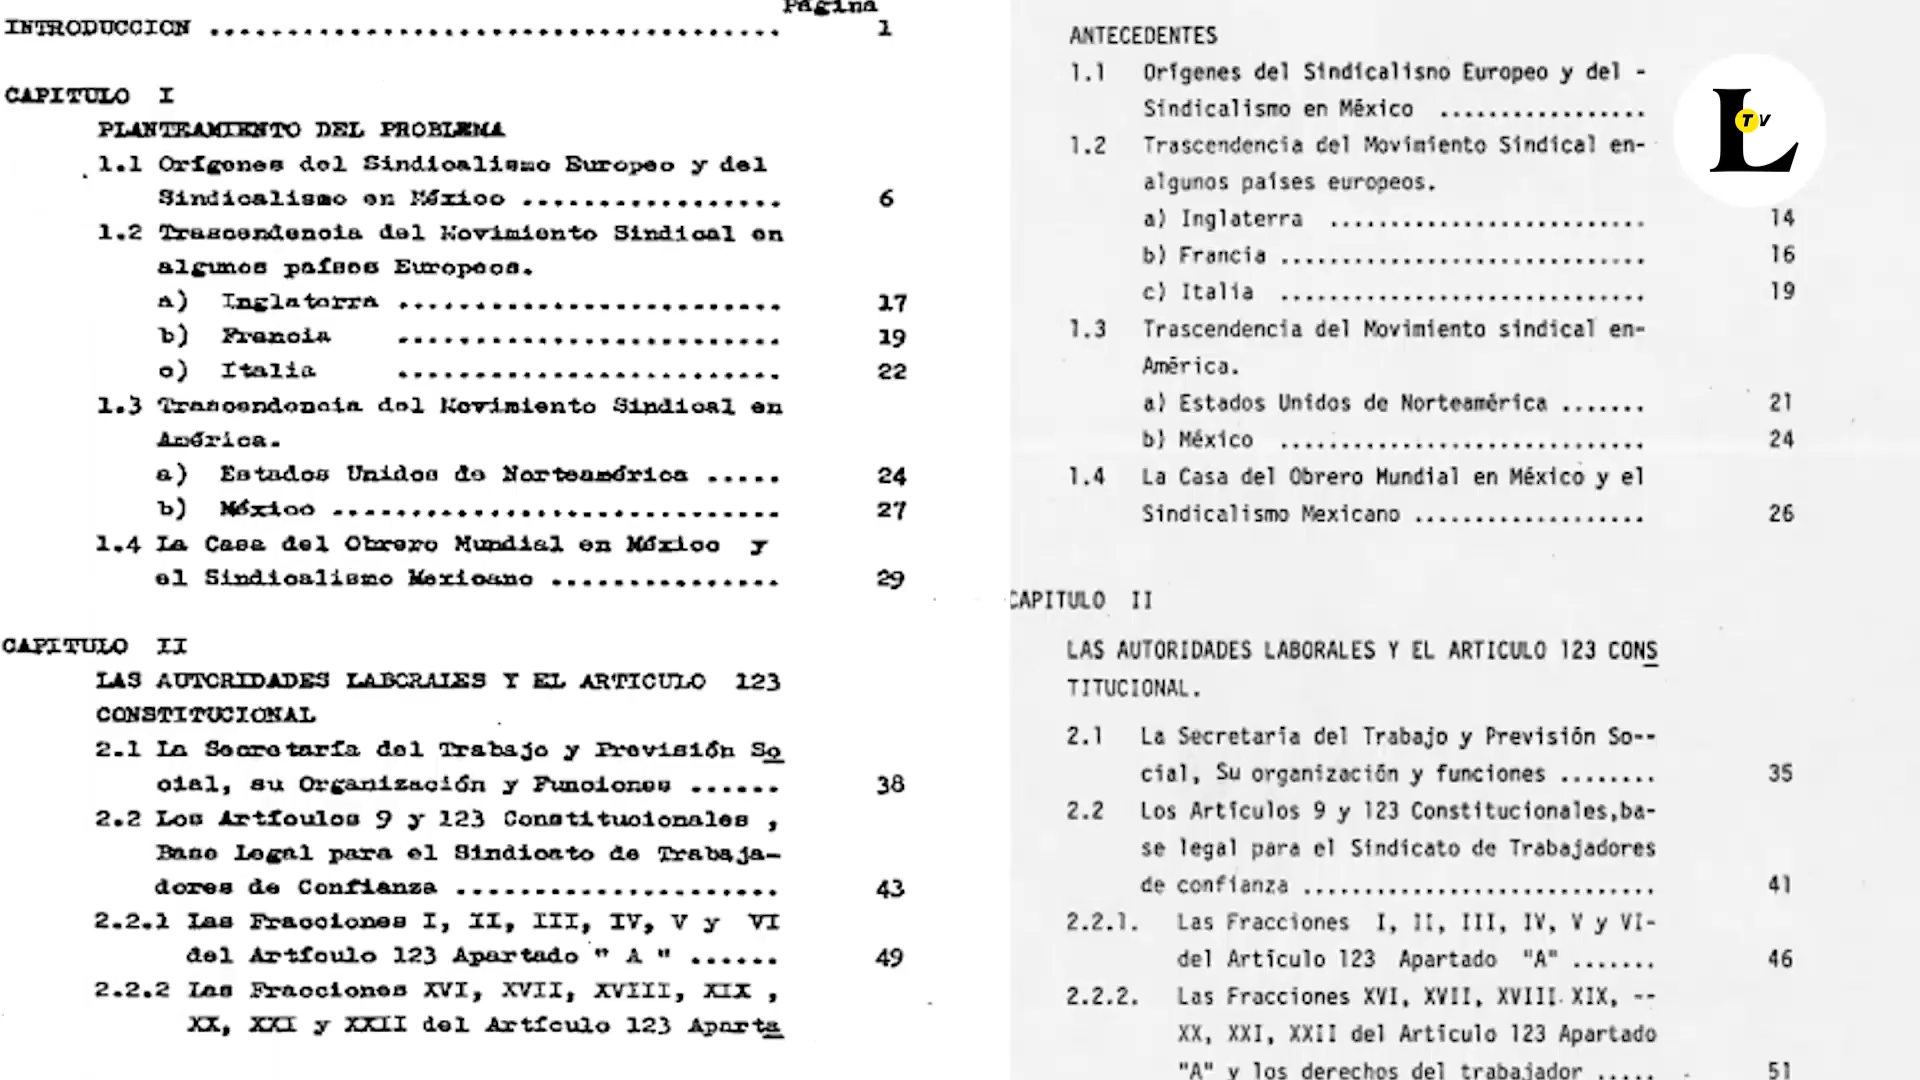 Página
INTRODUCCION ..................................... 1
CAPITULO I
PLANTEAMIENTO DEL PROBLEMA
1.1 Orígenes del Sindicalismo Europeo y del
Sindicalismo en México ................. 6
1.2 Trascendencia del Movimiento Sindical en
algunos países Europeos.
a) Inglaterra ......................... 17
b) Francia ......................... 19
c) Italia ......................... 22
1.3 Trascendencia del Movimiento Sindical en
América.
a) Estados Unidos de Norteamérica ..... 24
b) México ............................. 27
1.4 La Casa del Obrero Mundial en México y
el Sindicalismo Mexicano ............... 29
CAPITULO II
LAS AUTORIDADES LABORALES Y EL ARTICULO 123
CONSTITUCIONAL
2.1 La Secretaría del Trabajo y Previsión So
cial, su Organización y Funciones ...... 38
2.2 Los Artículos 9 y 123 Constitucionales ,
Base Legal para el Sindicato de Trabaja-
dores de Confianza ..................... 43
2.2.1 Las Fracciones I, II, III, IV, V y VI
del Artículo 123 Apartado " A " ...... 49
2.2.2 Las Fracciones XVI, XVII, XVIII, XIX ,
XX, XXI y XXII del Artículo 123 Aparta
ANTECEDENTES
1.1 Orígenes del Sindicalismo Europeo y del -
Sindicalismo en México .................
1.2 Trascendencia del Movimiento Sindical en-
algunos países europeos.
a) Inglaterra .......................... 14
b) Francia .............................. 16
c) Italia .............................. 19
1.3 Trascendencia del Movimiento sindical en-
América.
a) Estados Unidos de Norteamérica ....... 21
b) México .............................. 24
1.4 La Casa del Obrero Mundial en México y el
Sindicalismo Mexicano ................... 26
CAPITULO II
LAS AUTORIDADES LABORALES Y EL ARTICULO 123 CONS
TITUCIONAL.
2.1 La Secretaria del Trabajo y Previsión So--
cial, Su organización y funciones ........ 35
2.2 Los Artículos 9 y 123 Constitucionales,ba-
se legal para el Sindicato de Trabajadores
de confianza ............................. 41
2.2.1. Las Fracciones I, II, III, IV, V y VI-
del Artículo 123 Apartado "A" ....... 46
2.2.2. Las Fracciones XVI, XVII, XVIII. XIX, --
XX, XXI, XXII del Artículo 123 Apartado
"A" y los derechos del trabajador ..... 51
L TV